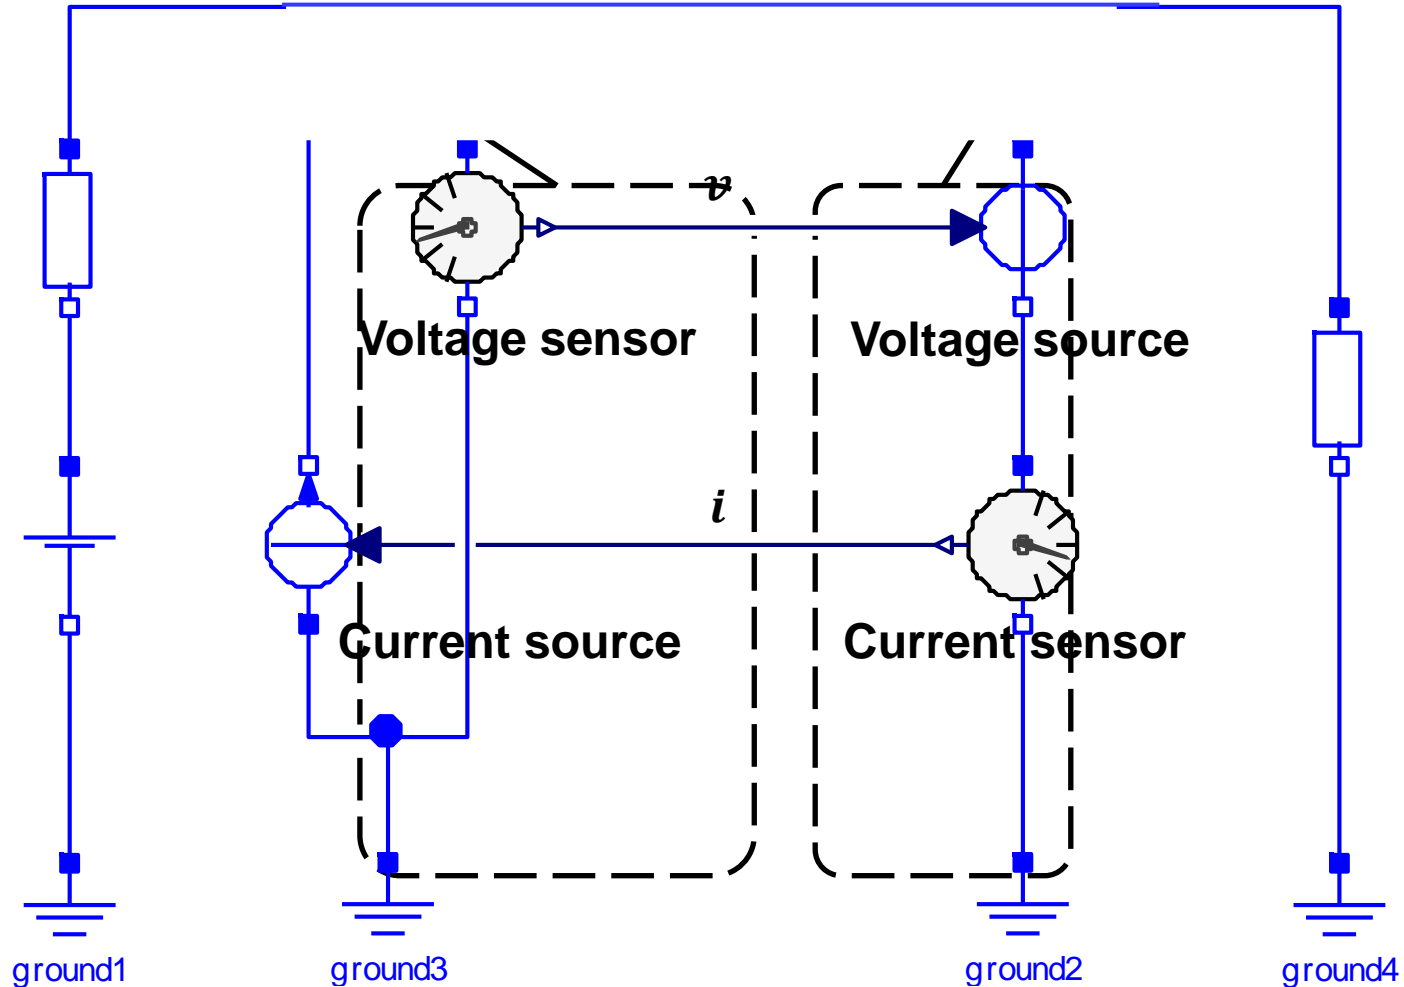 v
Voltage sensor
Voltage source
i
Current source
Current sensor
ground1
ground3
ground2
ground4